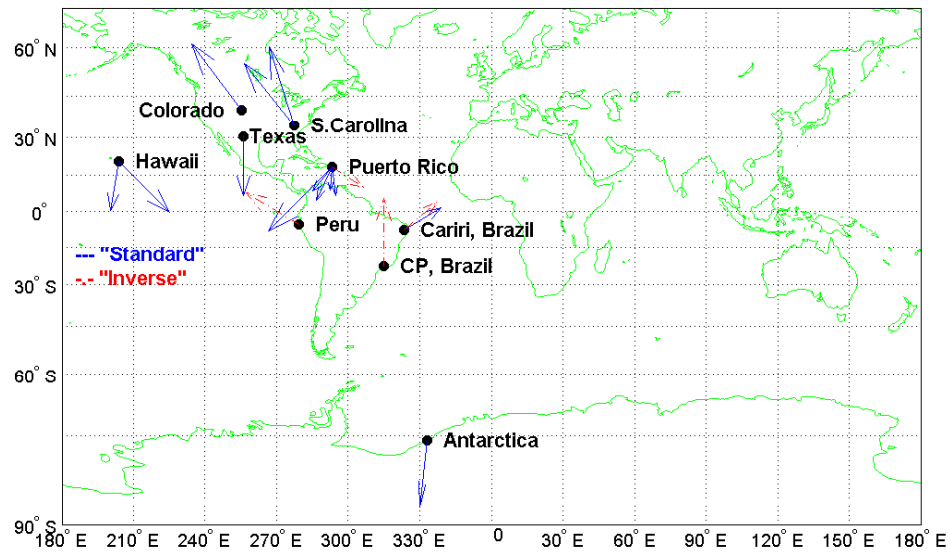 60° N
Colorado
S.Carolina
Texas
30° N
Hawaii
Puerto Rico
0°
Peru
Cariri, Brazil
--- "Standard"
CP, Brazil
-.- "Inverse"
30° S
60° S
Antarctica
90° S
180° E 210° E 240° E 270° E 300° E 330° E 0 30° E 60° E 90° E 120° E 150° E 180° E